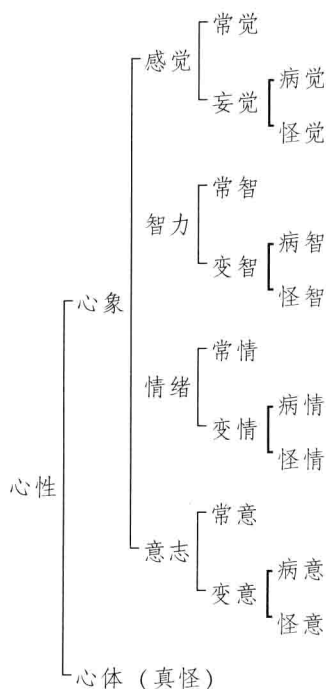 常觉
感觉
病觉
妄觉
怪觉
常智
智力
病智
变智
怪智
心象
常情
情绪
病情
变情
怪情
心性
常意
意志
病意
变意
怪意
心体（真怪）